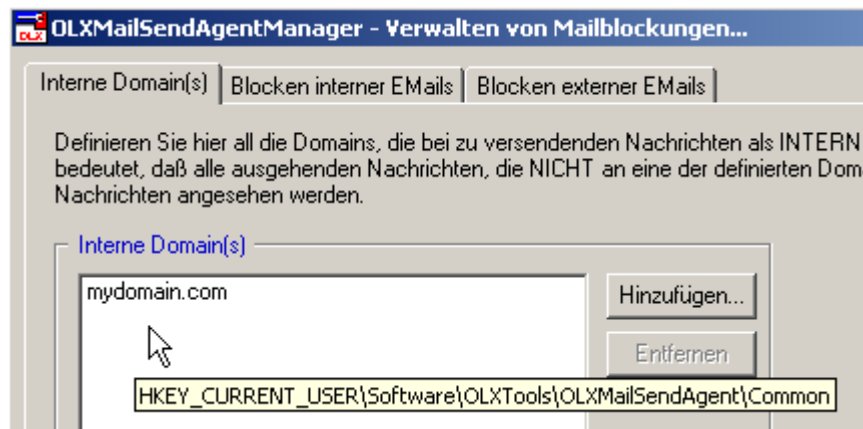 OLX OLXMailSendAgentManager - Verwalten von Mailblockungen...
Interne Domain(s) Blocken interner EMails Blocken externer EMails
Definieren Sie hier all die Domains, die bei zu versendenden Nachrichten als INTERN
bedeutet, daß alle ausgehenden Nachrichten, die NICHT an eine der definierten Dom
Nachrichten angesehen werden.
Interne Domain(s)
mydomain.com Hinzufügen...
Entfernen
HKEY_CURRENT_USER\Software\OLXTools\OLXMailSendAgent\Common